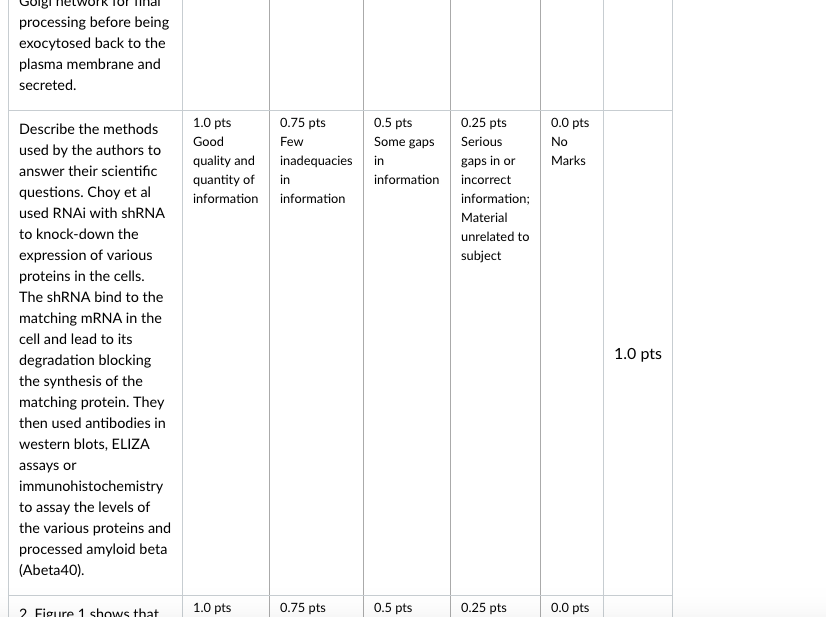 Golgi network for final
processing before being
exocytosed back to the
plasma membrane and
secreted.
Describe the methods
used by the authors to
answer their scientific
questions. Choy et al
used RNAi with shRNA
to knock-down the
expression of various
proteins in the cells.
The shRNA bind to the
matching mRNA in the
cell and lead to its
degradation blocking
the synthesis of the
matching protein. They
then used antibodies in
western blots, ELIZA
assays or
immunohistochemistry
to assay the levels of
the various proteins and
processed amyloid beta
(Abeta40).
1.0 pts
Good
quality and
quantity of
information
0.75 pts
Few
inadequacies
in
information
0.5 pts
Some gaps
in
information
0.25 pts
Serious
gaps in or
incorrect
information;
Material
unrelated to
subject
0.0 pts
No
Marks
1.0 pts
2. Figure 1 shows that
1.0 pts
0.75 pts
0.5 pts
0.25 pts
0.0 pts